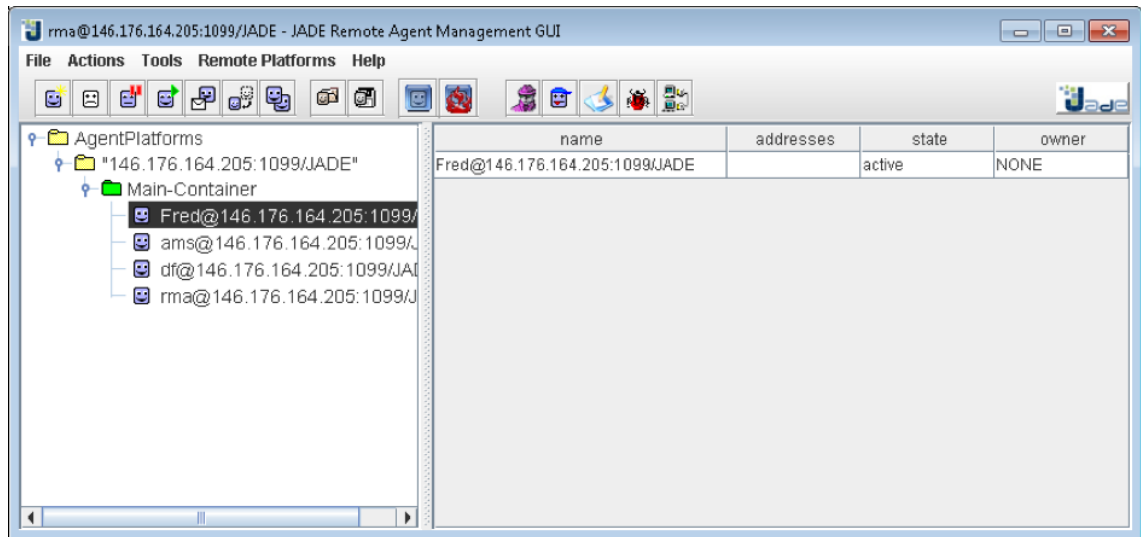 rma@146.176.164.205:1099/JADE - JADE Remote Agent Management GUI
File Actions Tools Remote Platforms Help
Jade
AgentPlatforms
"146.176.164.205:1099/JADE"
Main-Container
Fred@146.176.164.205:1099/
ams@146.176.164.205:1099/J
df@146.176.164.205:1099/JAD
rma@146.176.164.205:1099/J
name addresses state owner
Fred@146.176.164.205:1099/JADE active NONE